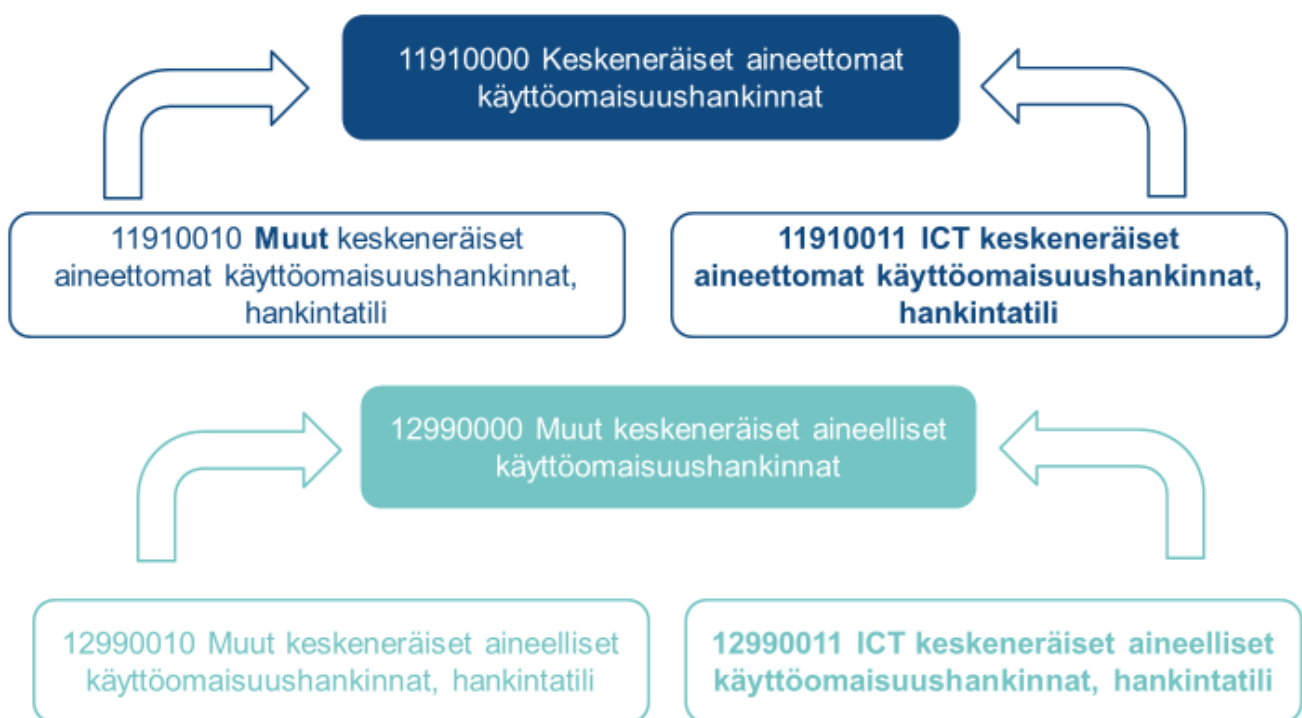 11910000 Keskeneräiset aineettomat
käyttöomaisuushankinnat
11910010 Muut keskeneräiset
aineettomat käyttöomaisuushankinnat,
hankintatili
11910011 ICT keskeneräiset
aineettomat käyttöomaisuushankinnat,
hankintatili
12990000 Muut keskeneräiset aineelliset
käyttöomaisuushankinnat
12990010 Muut keskeneräiset aineelliset
käyttöomaisuushankinnat, hankintatili
12990011 ICT keskeneräiset aineelliset
käyttöomaisuushankinnat, hankintatili